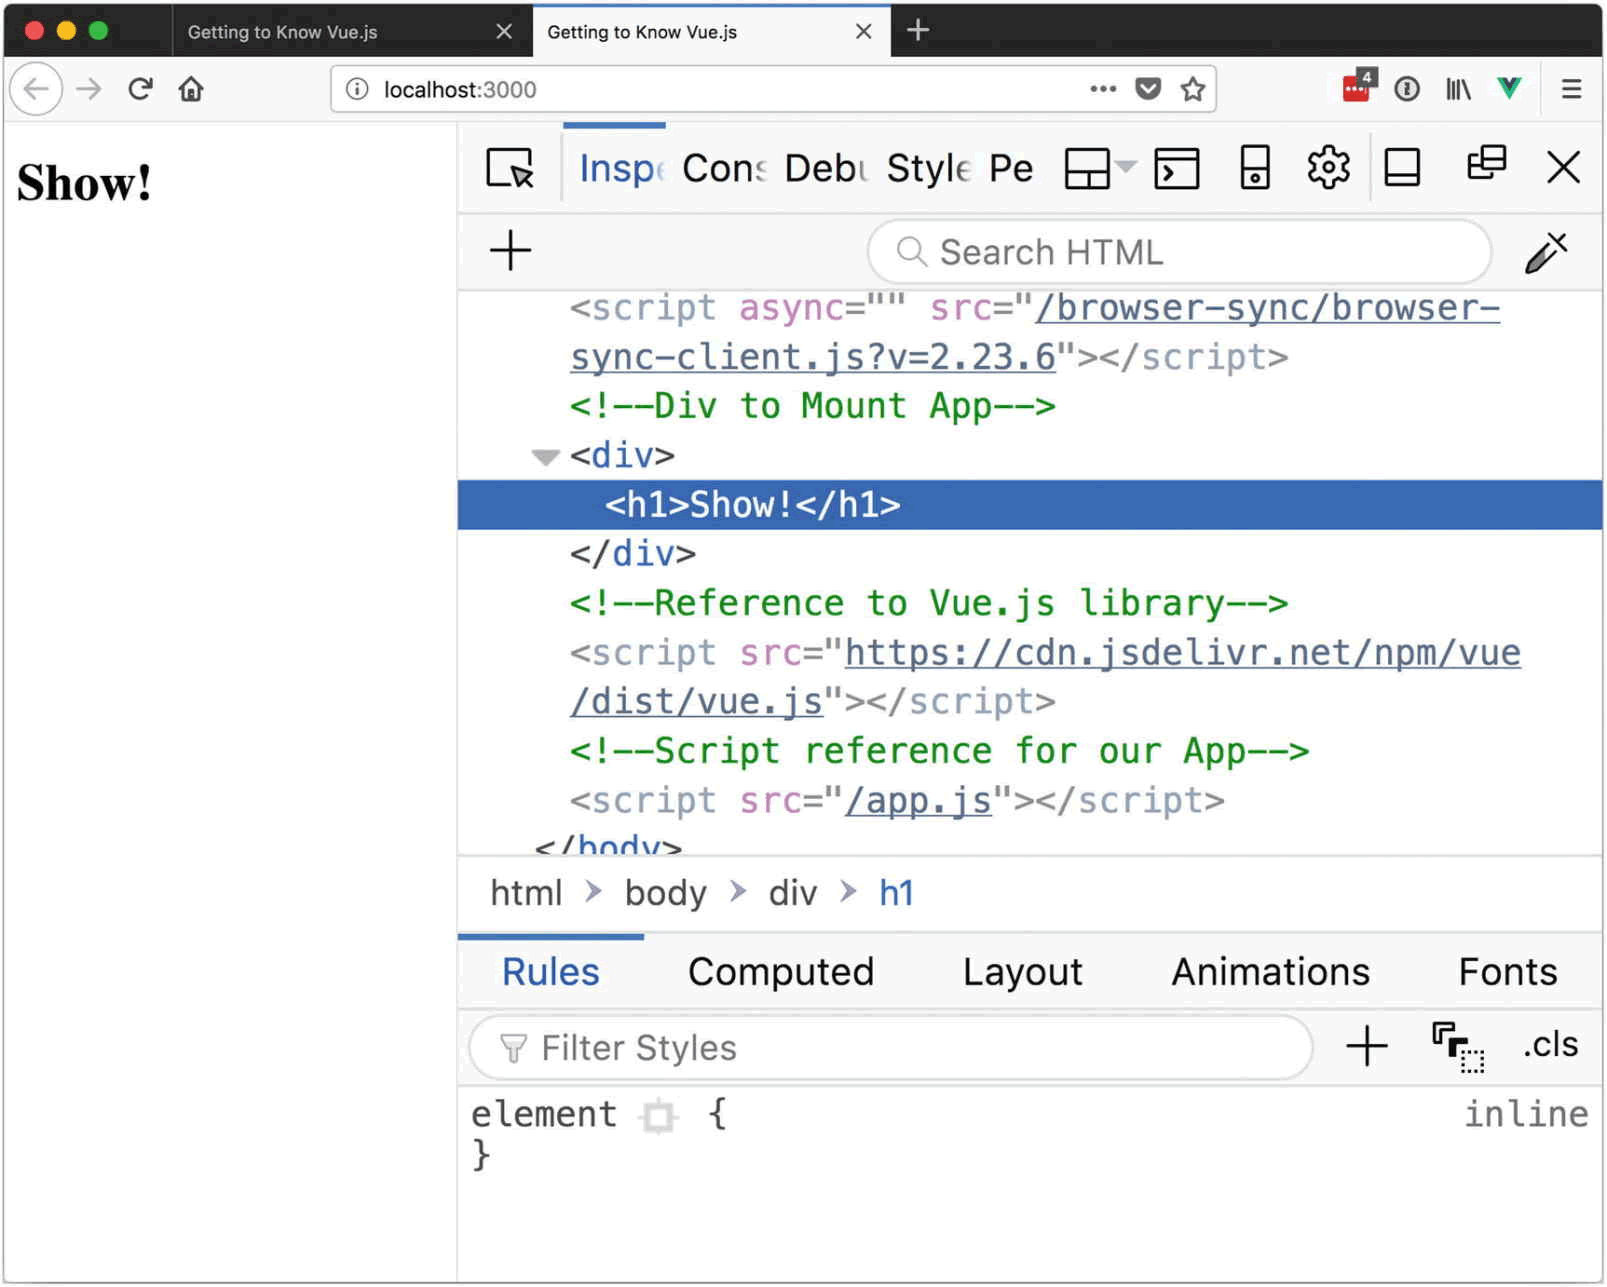 Getting to Know Vue.js
Getting to Know Vue.js
localhost:3000
4
Show!
Inspe Cons Debu Style Pe
Search HTML
<script async="" src="/browser-sync/browser-
sync-client.js?v=2.23.6"></script>
<!--Div to Mount App-->
<div>
<h1>Show!</h1>
</div>
<!--Reference to Vue.js library-->
<script src="https://cdn.jsdelivr.net/npm/vue
/dist/vue.js"></script>
<!--Script reference for our App-->
<script src="/app.js"></script>
</body>
html > body > div > h1
Rules Computed Layout Animations Fonts
Filter Styles + .cls
element { inline
}